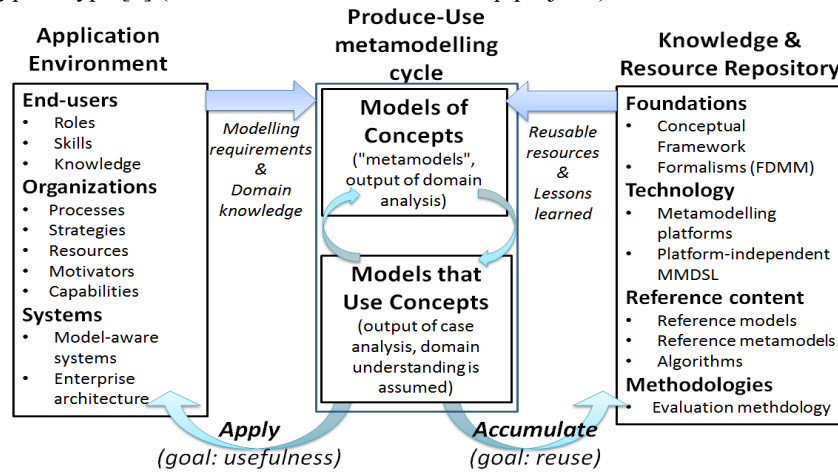 Application
Environment
End-users
• Roles
• Skills
• Knowledge
Organizations
• Processes
• Strategies
• Resources
• Motivators
• Capabilities
Systems
• Model-aware
systems
• Enterprise
architecture
Modelling
requirements
&
Domain
knowledge
Produce-Use
metamodelling
cycle
Models of
Concepts
("metamodels",
output of domain
analysis)
Models that
Use Concepts
(output of case
analysis, domain
understanding is
assumed)
Reusable
resources
&
Lessons
learned
Knowledge &
Resource Repository
Foundations
• Conceptual
Framework
• Formalisms (FDMM)
Technology
• Metamodelling
platforms
• Platform-independent
MMDSL
Reference content
• Reference models
• Reference metamodels
• Algorithms
Methodologies
• Evaluation methdology
Apply
(goal: usefulness)
Accumulate
(goal: reuse)